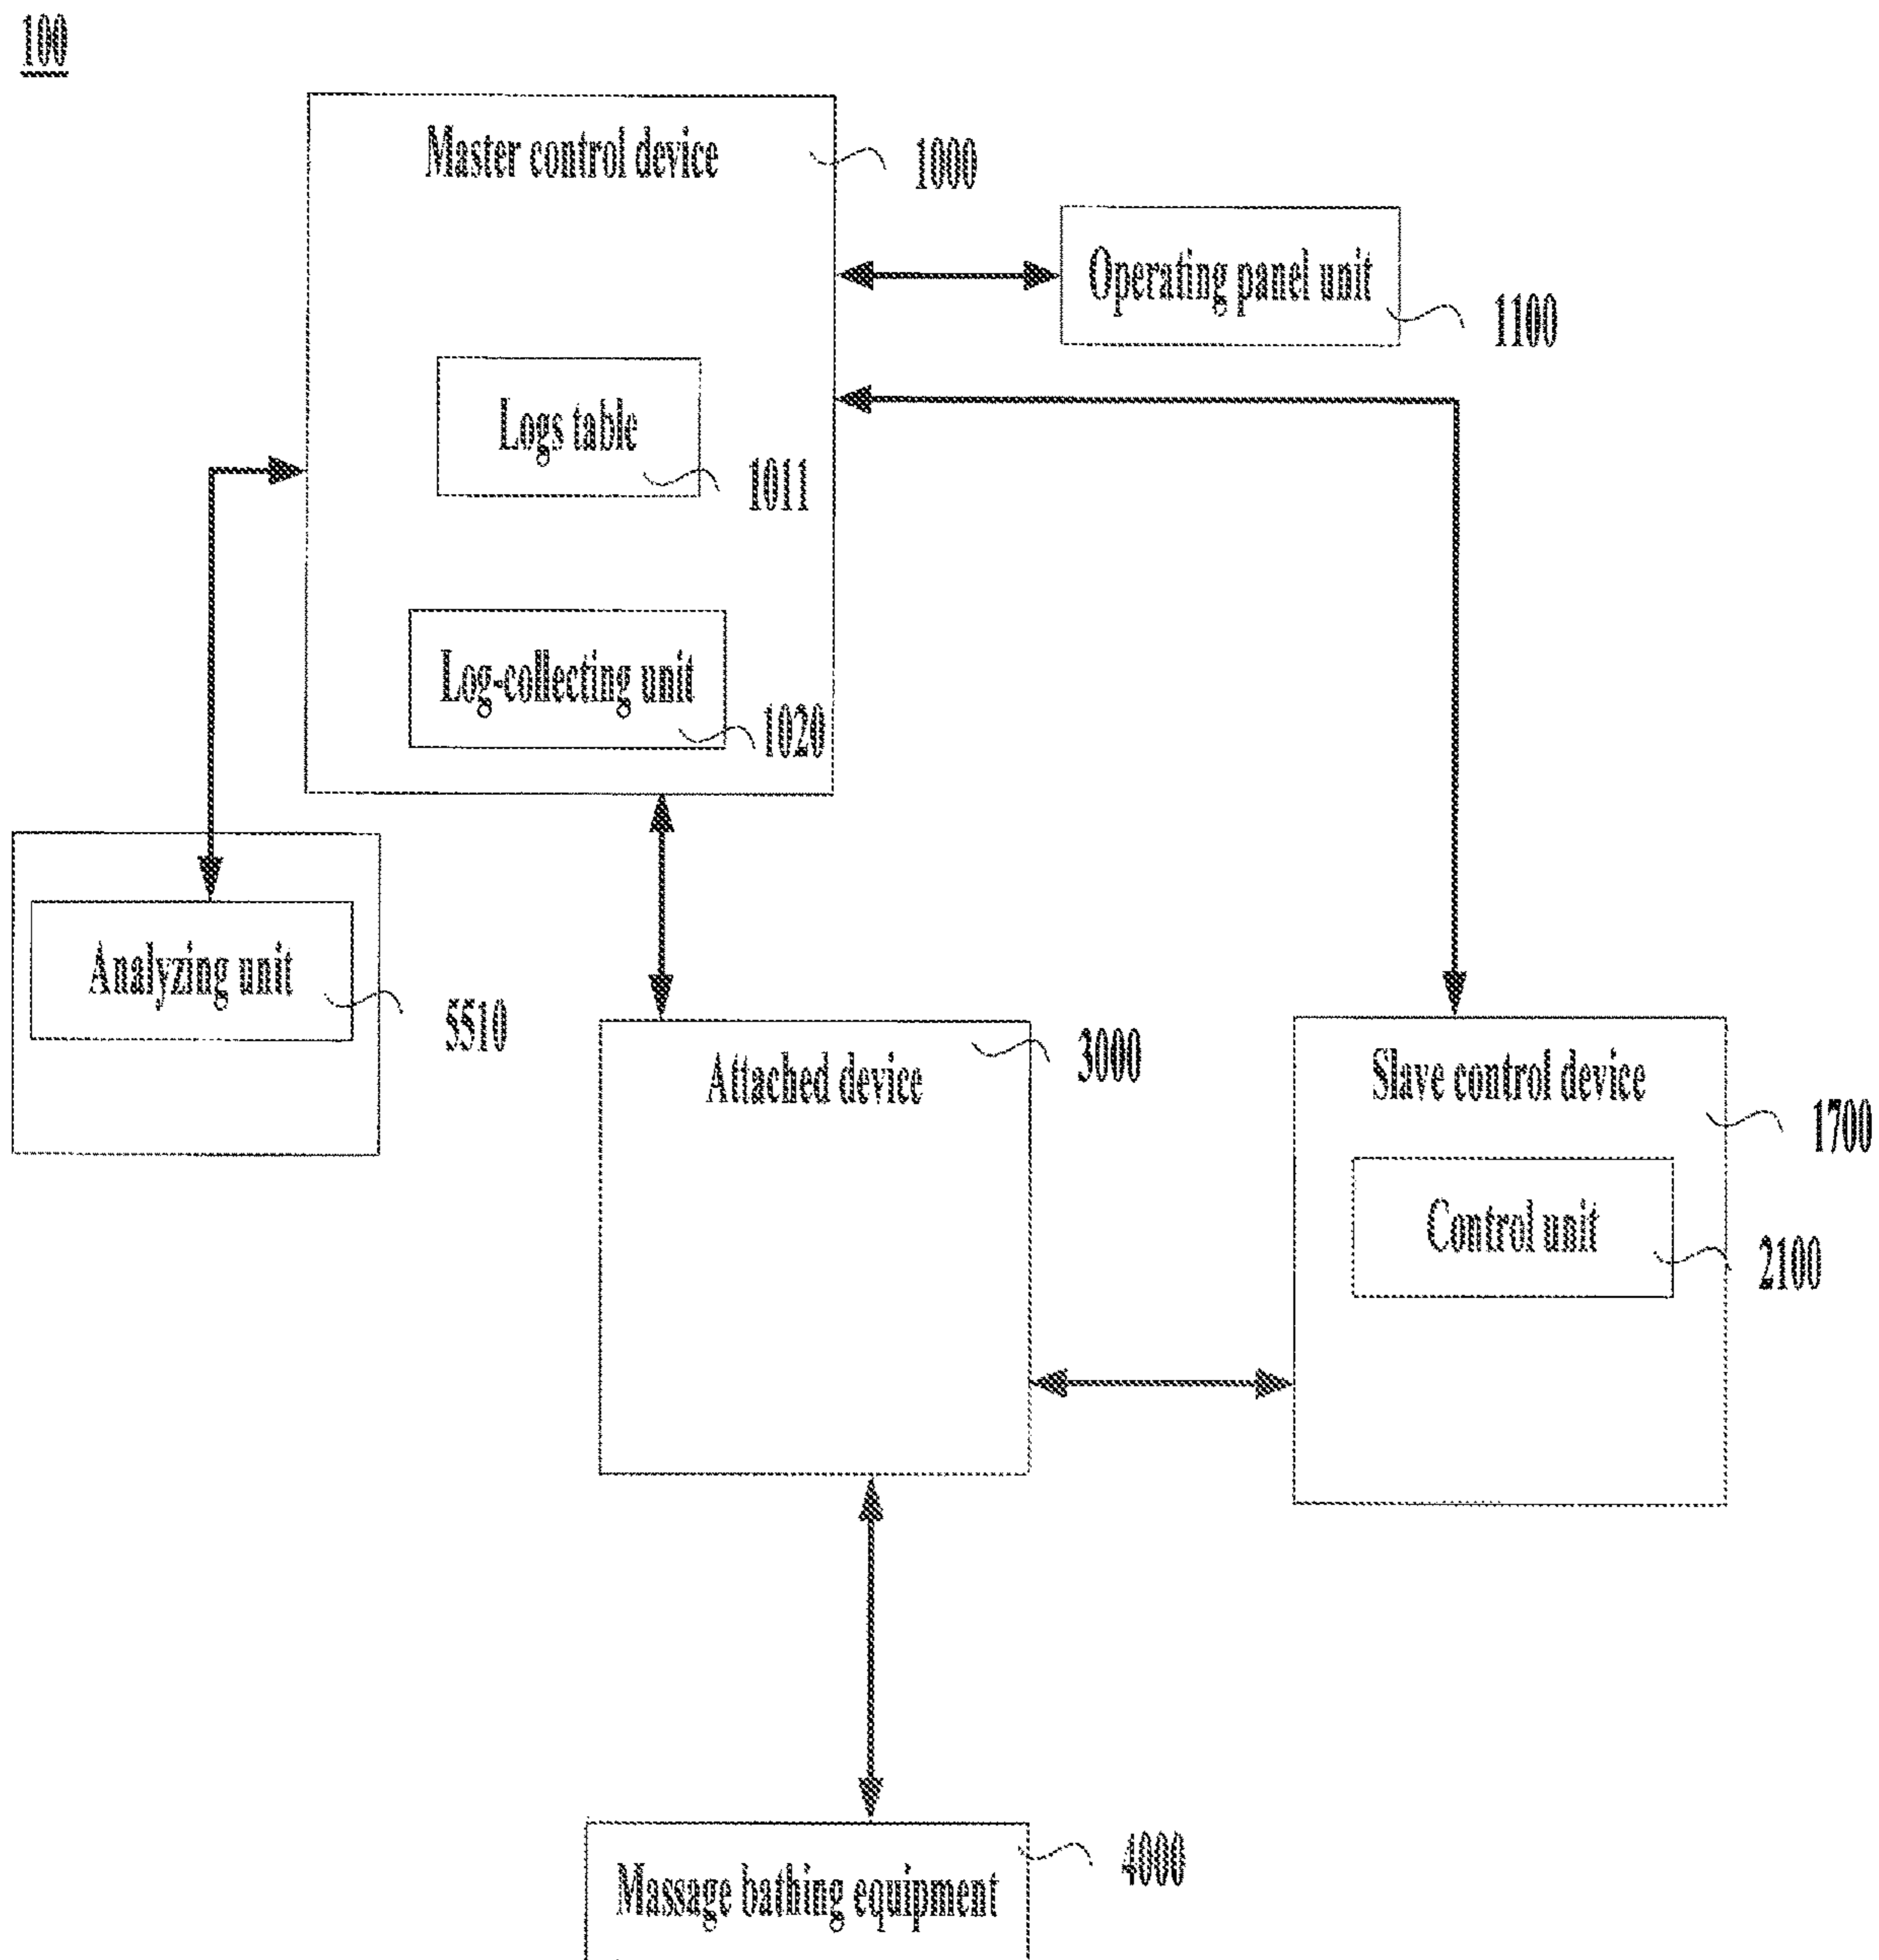 100
Master control device
1000
Operating panel unit
1100
Logs table
1011
Log-collecting unit
1020
Analyzing unit
5510
Attached device
3000
Slave control device
1700
Control unit
2100
Massage bathing equipment
4000